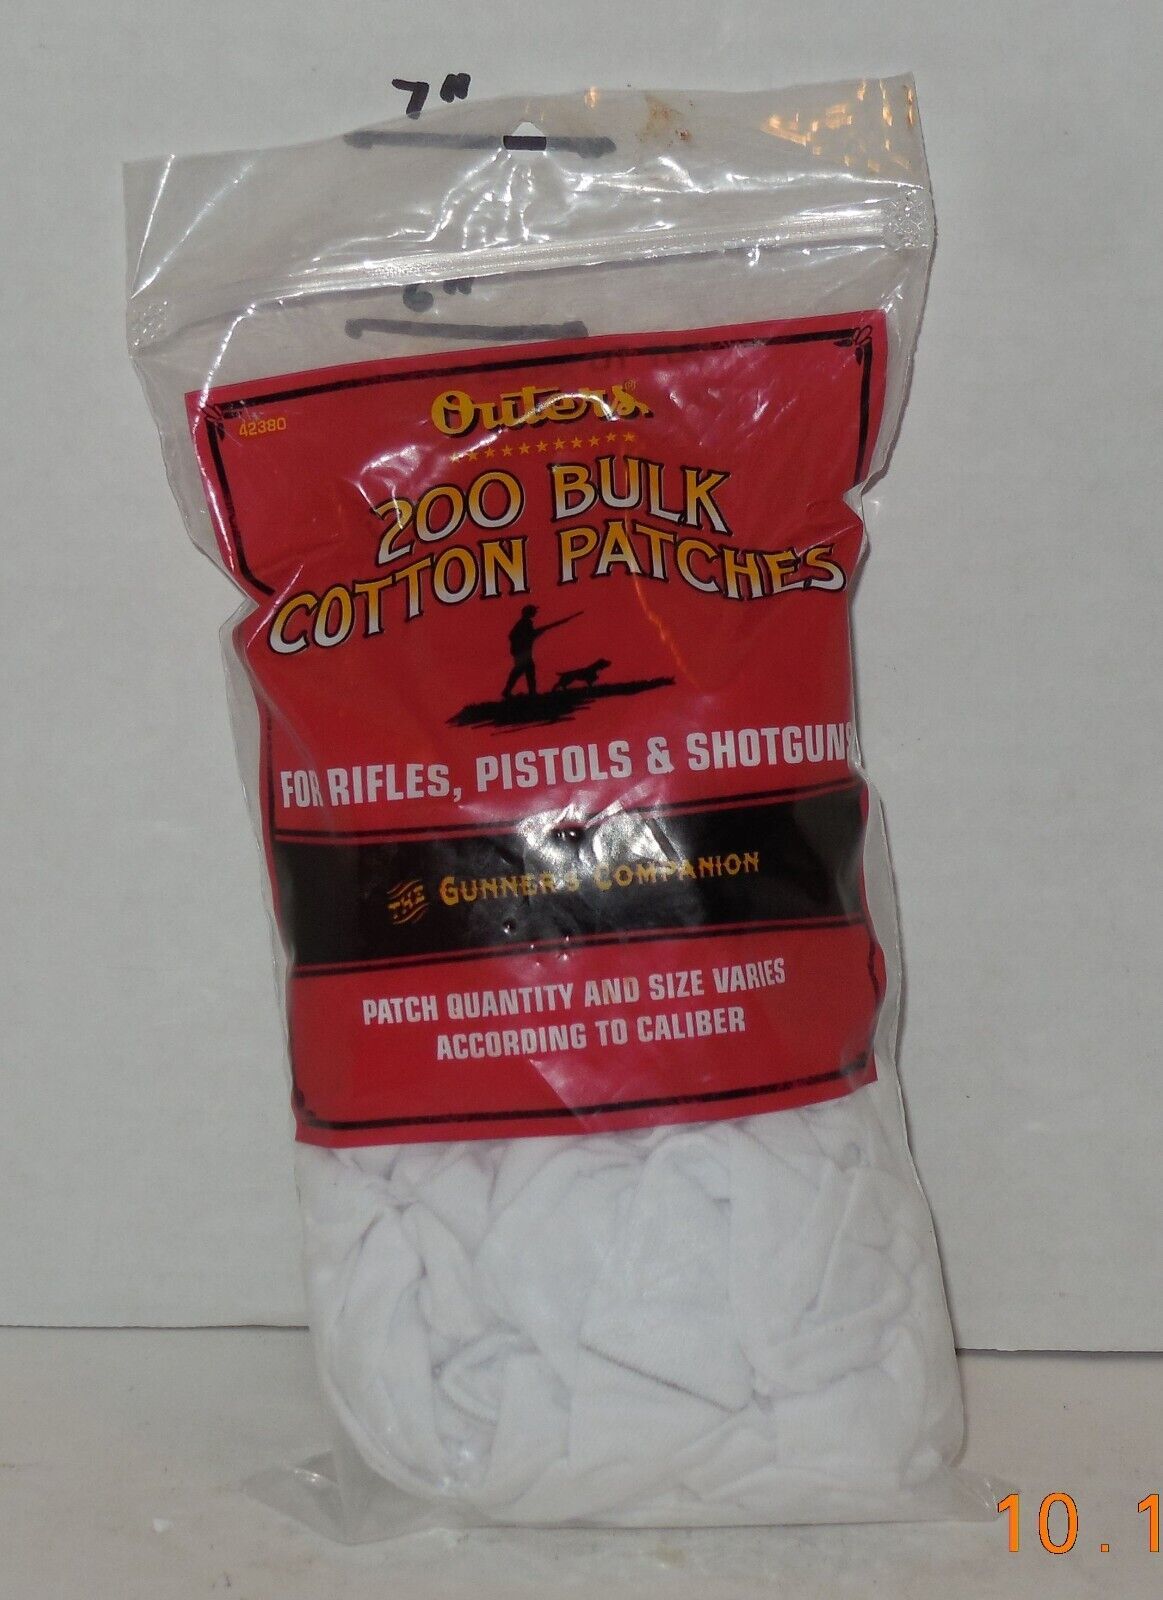 7"
6"
42380
Outers
200 BULK
COTTON PATCHES
FOR RIFLES, PISTOLS & SHOTGUNS
THE GUNNER'S COMPANION
PATCH QUANTITY AND SIZE VARIES
ACCORDING TO CALIBER
10.1